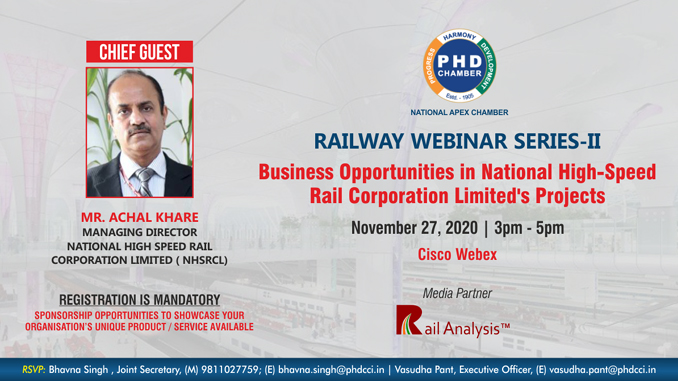 CHIEF GUEST
MR. ACHAL KHARE
MANAGING DIRECTOR
NATIONAL HIGH SPEED RAIL
CORPORATION LIMITED ( NHSRCL)
REGISTRATION IS MANDATORY
SPONSORSHIP OPPORTUNITIES TO SHOWCASE YOUR
ORGANISATION'S UNIQUE PRODUCT / SERVICE AVAILABLE
PROGRESS HARMONY DEVELOPMENT
PHD
CHAMBER
Estd. - 1905
NATIONAL APEX CHAMBER
RAILWAY WEBINAR SERIES-II
Business Opportunities in National High-Speed
Rail Corporation Limited's Projects
November 27, 2020 | 3pm - 5pm
Cisco Webex
Media Partner
Rail Analysis™
RSVP: Bhavna Singh , Joint Secretary, (M) 9811027759; (E) bhavna.singh@phdcci.in | Vasudha Pant, Executive Officer, (E) vasudha.pant@phdcci.in